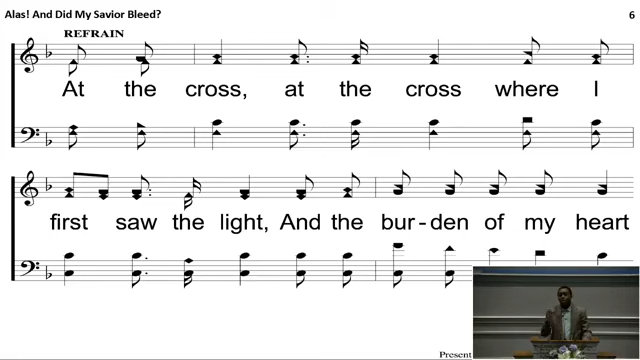 Alas! And Did My Savior Bleed?
6
REFRAIN
At the cross, at the cross where I
first saw the light, And the bur-den of my heart
Present